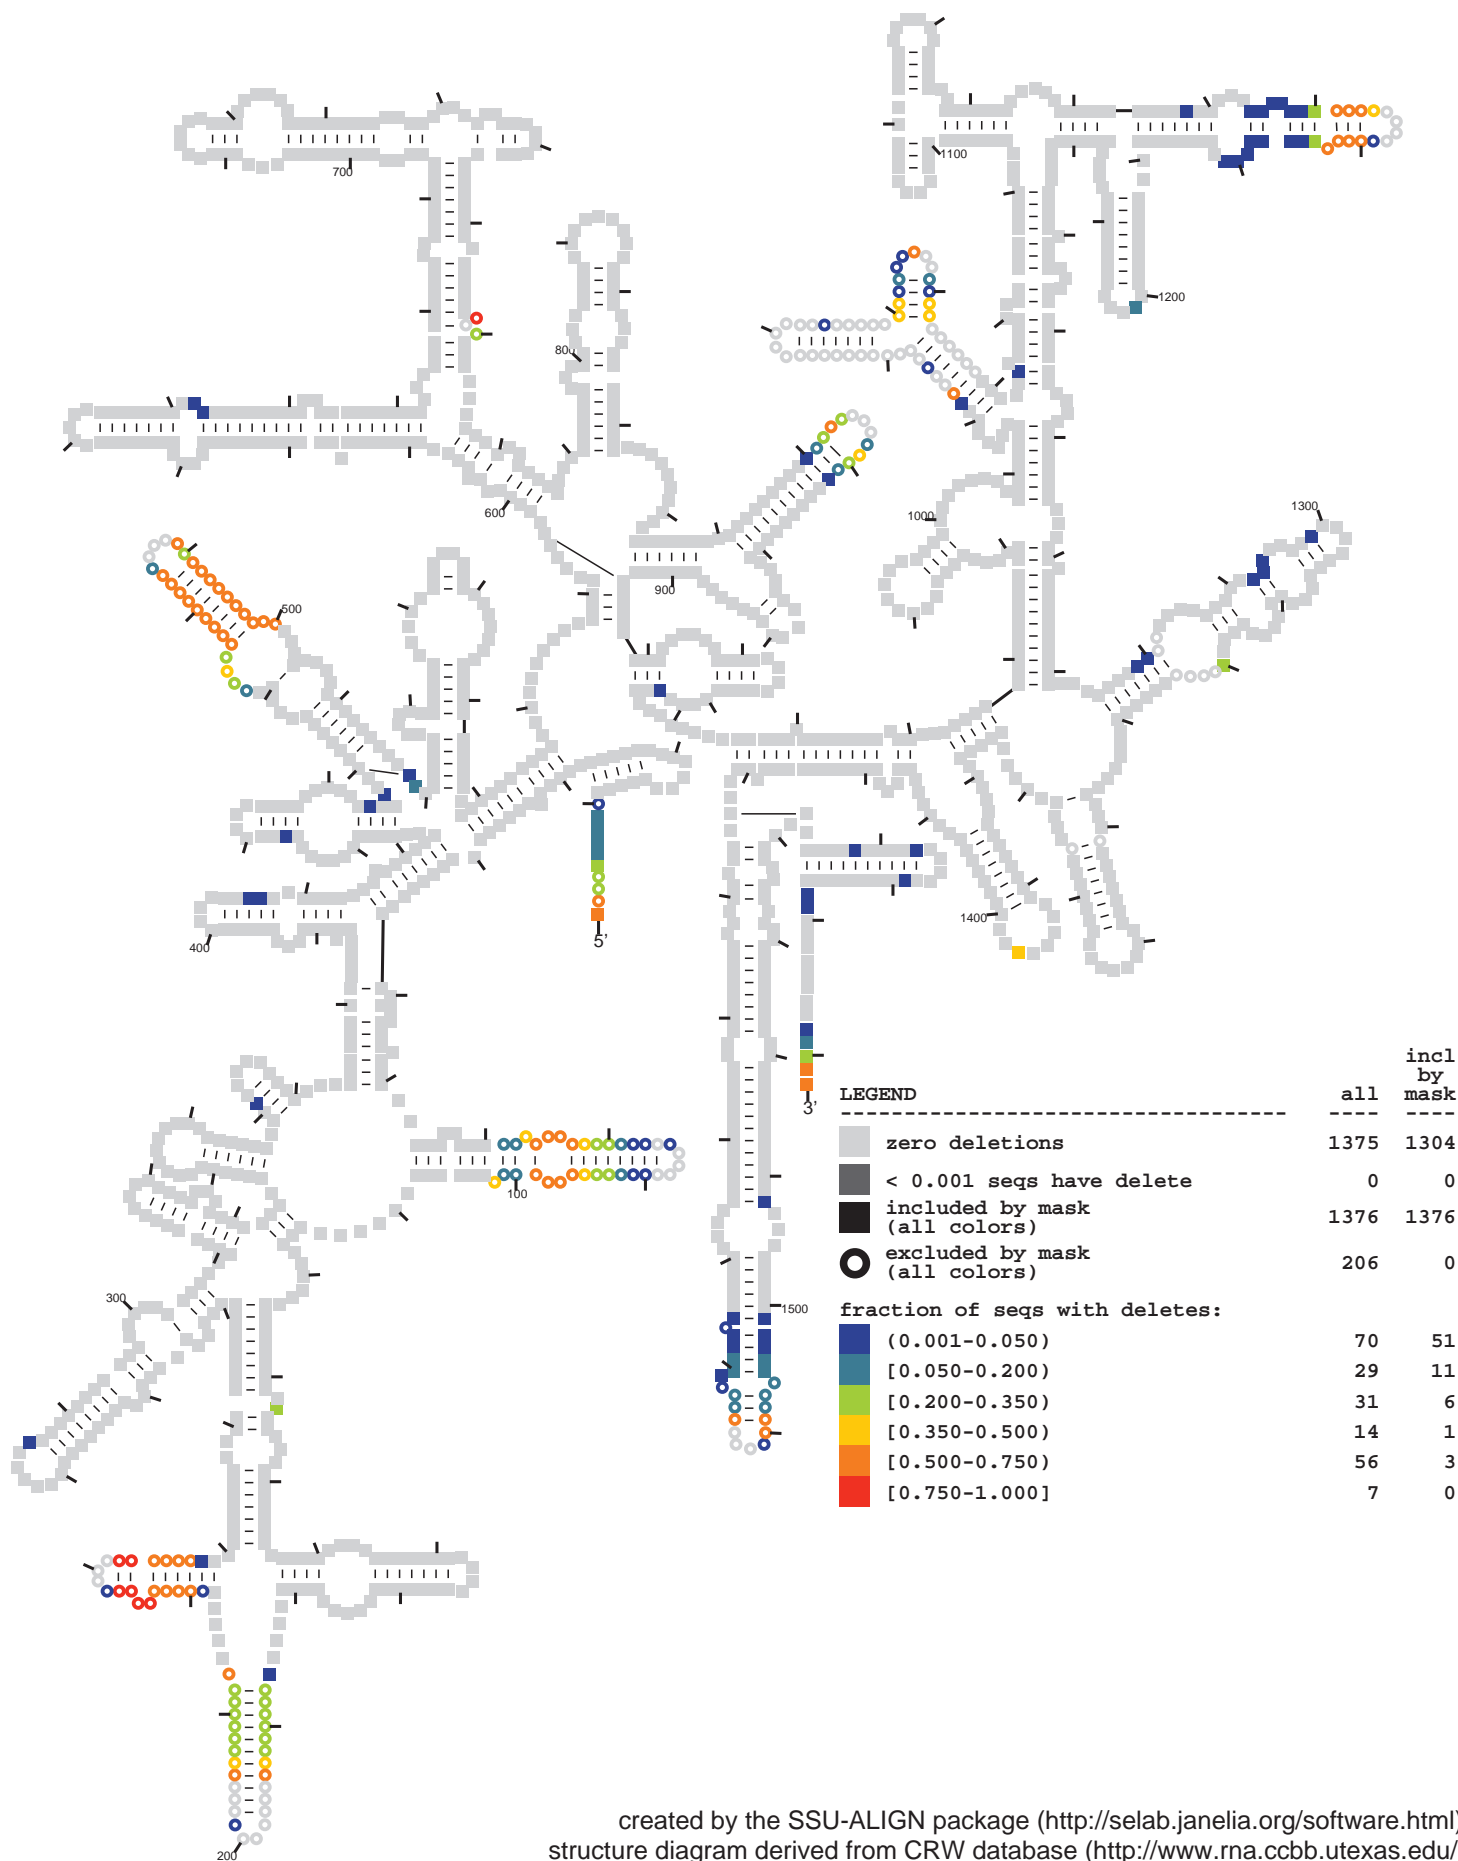 700
1100
1200
800
600
1000
1300
900
500
1400
400
5’
3’
100
1500
300
200
incl
by
LEGEND all mask
zero deletions 1375 1304
< 0.001 seqs have delete 0 0
included by mask
(all colors) 1376 1376
excluded by mask
(all colors) 206 0
fraction of seqs with deletes:
(0.001-0.050) 70 51
[0.050-0.200) 29 11
[0.200-0.350) 31 6
[0.350-0.500) 14 1
[0.500-0.750) 56 3
[0.750-1.000] 7 0
created by the SSU-ALIGN package (http://selab.janelia.org/software.html)
structure diagram derived from CRW database (http://www.rna.ccbb.utexas.edu/